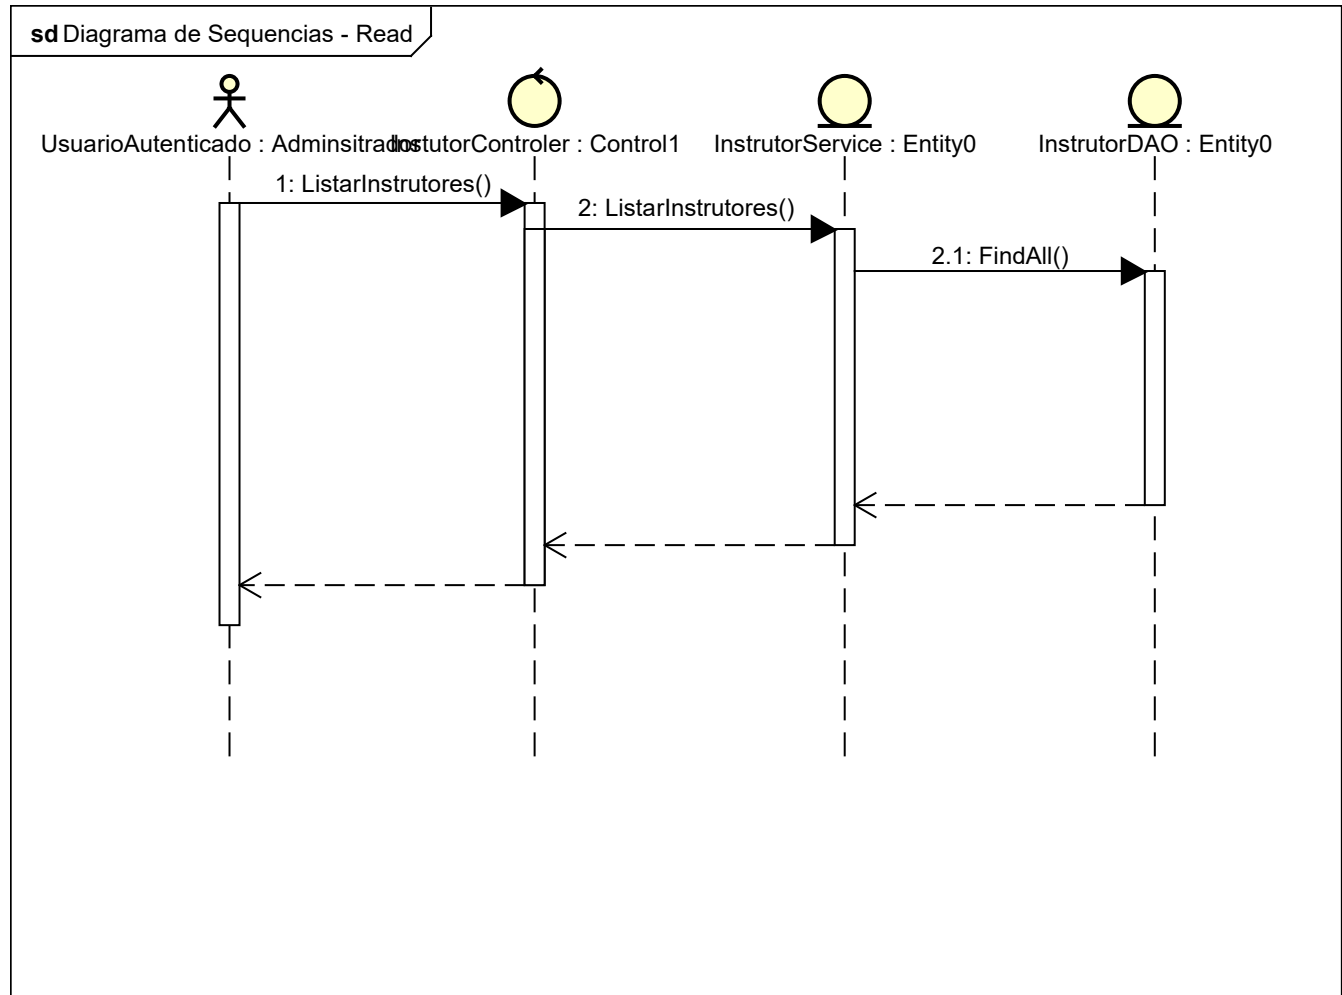 sd Diagrama de Sequencias - Read
UsuarioAutenticado : Adminsitrador
InstutorControler : Control1
InstrutorService : Entity0
InstrutorDAO : Entity0
1: ListarInstrutores()
2: ListarInstrutores()
2.1: FindAll()